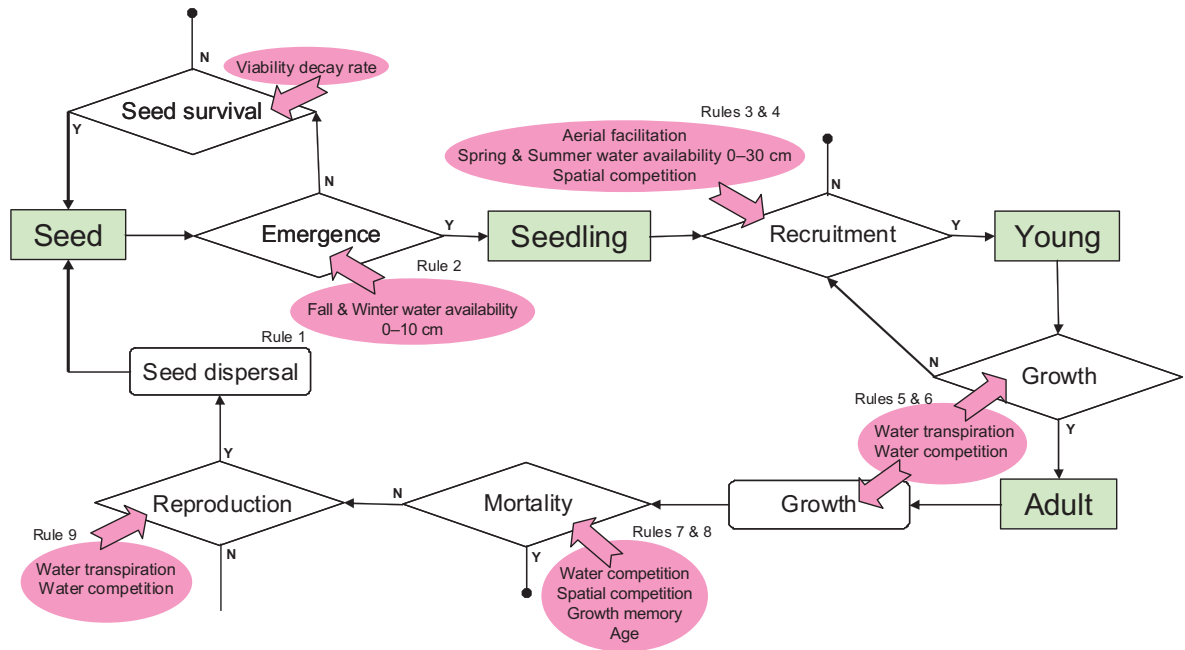 N
Viability decay rate
Seed survival
Y
Rules 3 & 4
Aerial facilitation
Spring & Summer water availability 0–30 cm
Spatial competition
N
N
Seed
Emergence
Y
Seedling
Recruitment
Y
Young
Rule 2
Fall & Winter water availability
0–10 cm
Rule 1
Seed dispersal
N
Growth
Rules 5 & 6
Water transpiration
Water competition
Y
Y
Reproduction
N
Mortality
Growth
Adult
Rule 9
Water transpiration
Water competition
N
Y
Rules 7 & 8
Water competition
Spatial competition
Growth memory
Age